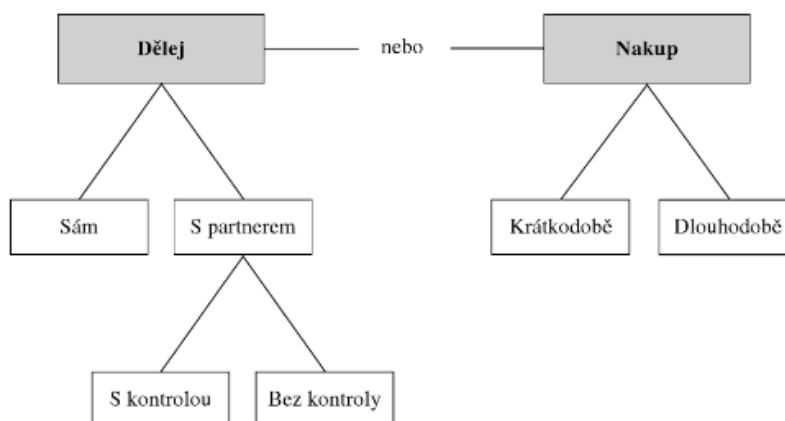 Dělej
nebo
Nakup
Sám
S partnerem
Krátkodobě
Dlouhodobě
S kontrolou
Bez kontroly